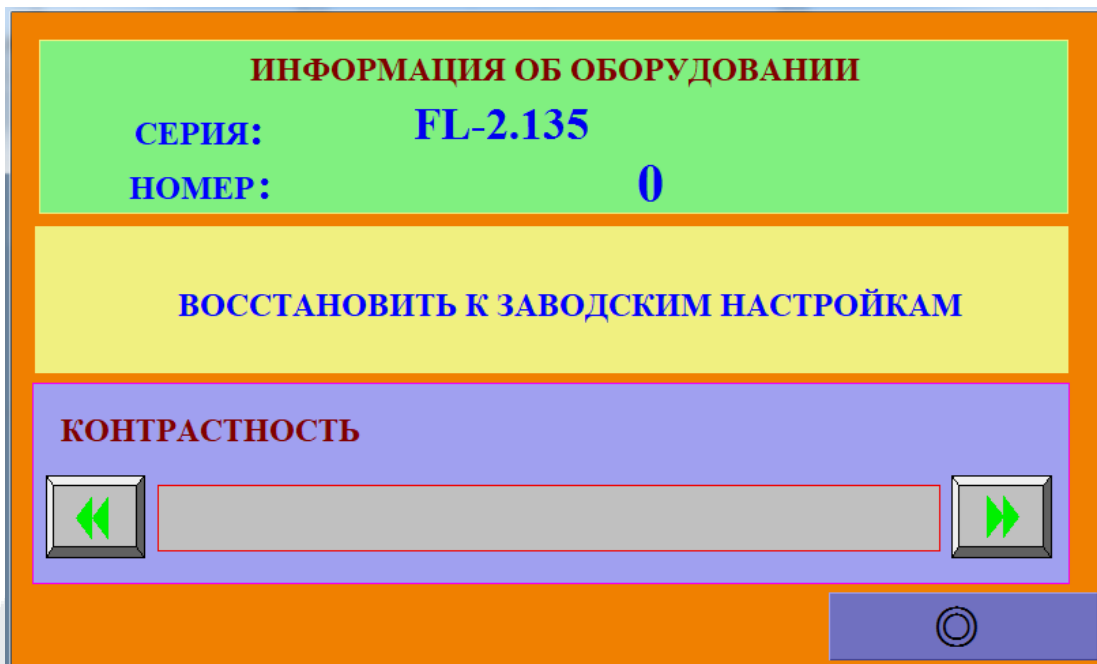 ИНФОРМАЦИЯ ОБ ОБОРУДОВАНИИ
СЕРИЯ: FL-2.135
НОМЕР: 0
ВОССТАНОВИТЬ К ЗАВОДСКИМ НАСТРОЙКАМ
КОНТРАСТНОСТЬ